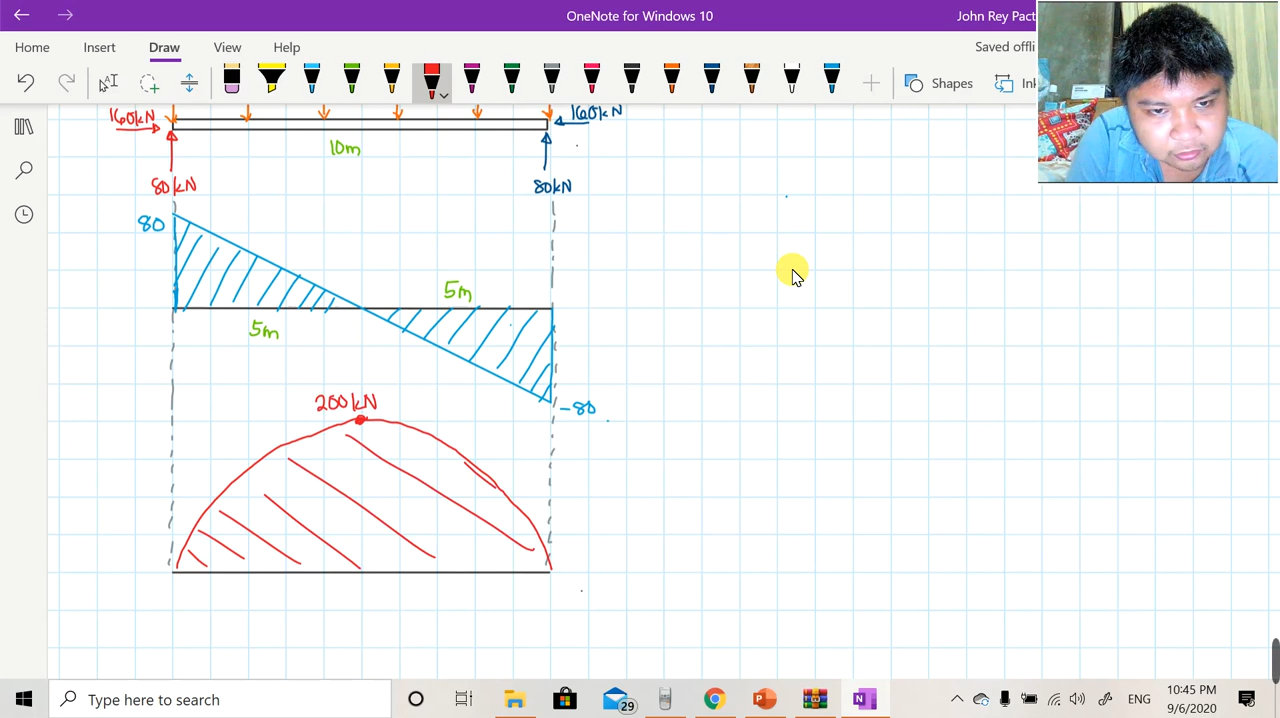 OneNote for Windows 10
John Rey Pact
Home Insert Draw View Help
Saved offli
Shapes
Ink
160kN
160kN
10m
80kN
80kN
80
5m
5m
-80
200kN
Type here to search
29
ENG
10:45 PM
9/6/2020